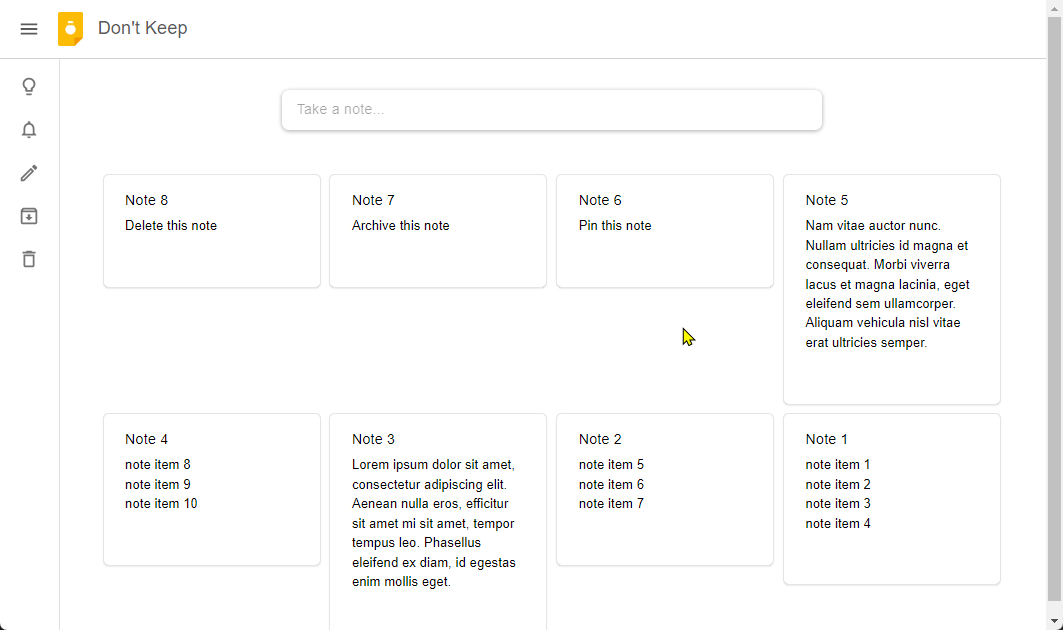 Don't Keep
Take a note...
Note 8
Delete this note
Note 7
Archive this note
Note 6
Pin this note
Note 5
Nam vitae auctor nunc.
Nullam ultricies id magna et
consequat. Morbi viverra
lacus et magna lacinia, eget
eleifend sem ullamcorper.
Aliquam vehicula nisl vitae
erat ultricies semper.
Note 4
note item 8
note item 9
note item 10
Note 3
Lorem ipsum dolor sit amet,
consectetur adipiscing elit.
Aenean nulla eros, efficitur
sit amet mi sit amet, tempor
tempus leo. Phasellus
eleifend ex diam, id egestas
enim mollis eget.
Note 2
note item 5
note item 6
note item 7
Note 1
note item 1
note item 2
note item 3
note item 4